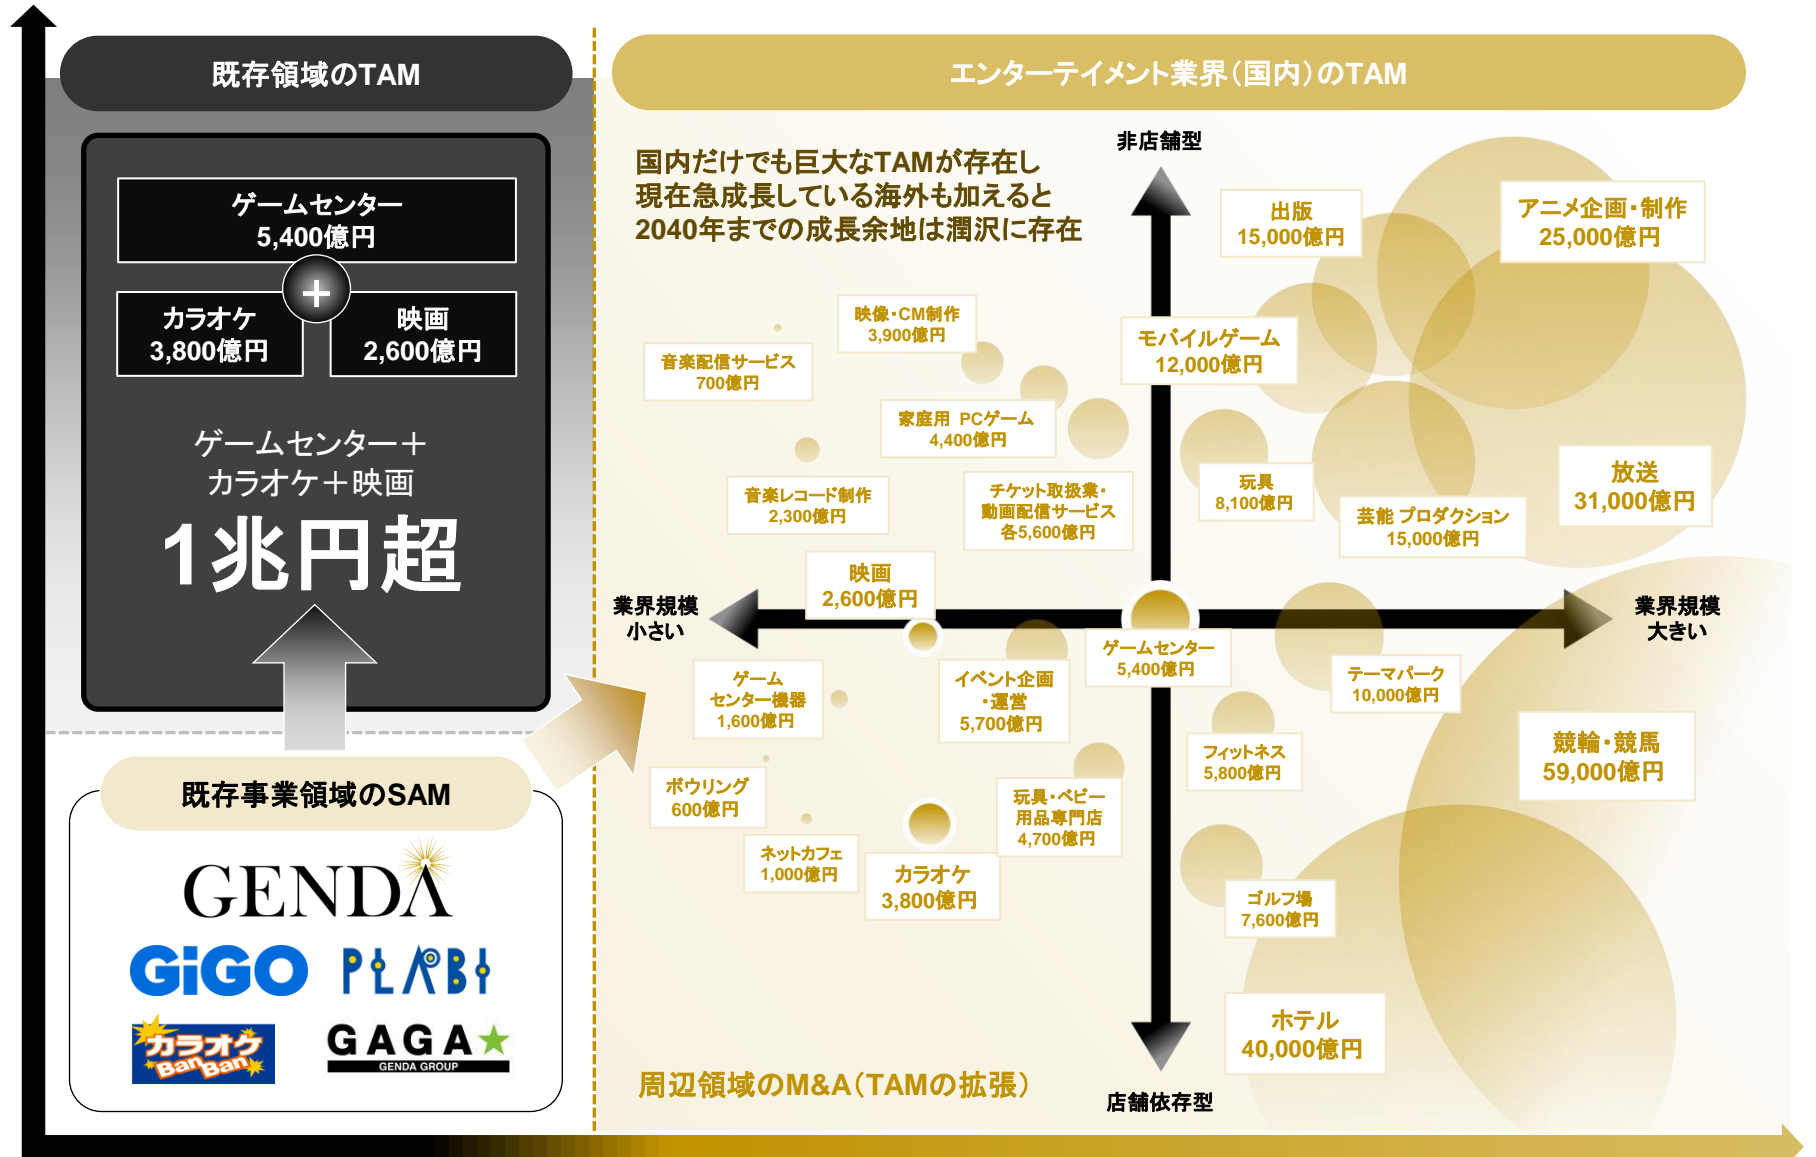 既存領域のTAM
ゲームセンター
5,400億円
+
カラオケ
3,800億円
映画
2,600億円
ゲームセンター＋
カラオケ＋映画
1兆円超
既存事業領域のSAM
GENDA
GiGO
PLABI
カラオケ
BanBan
GAGA★
GENDA GROUP
エンターテイメント業界（国内）のTAM
国内だけでも巨大なTAMが存在し
現在急成長している海外も加えると
2040年までの成長余地は潤沢に存在
非店舗型
出版
15,000億円
アニメ企画・制作
25,000億円
映像・CM制作
3,900億円
モバイルゲーム
12,000億円
音楽配信サービス
700億円
家庭用 PCゲーム
4,400億円
放送
31,000億円
玩具
8,100億円
音楽レコード制作
2,300億円
チケット取扱業・
動画配信サービス
各5,600億円
芸能 プロダクション
15,000億円
映画
2,600億円
業界規模
小さい
業界規模
大きい
ゲームセンター
5,400億円
ゲーム
センター機器
1,600億円
イベント企画
・運営
5,700億円
テーマパーク
10,000億円
フィットネス
5,800億円
競輪・競馬
59,000億円
ボウリング
600億円
玩具・ベビー
用品専門店
4,700億円
ネットカフェ
1,000億円
カラオケ
3,800億円
ゴルフ場
7,600億円
ホテル
40,000億円
周辺領域のM&A（TAMの拡張）
店舗依存型